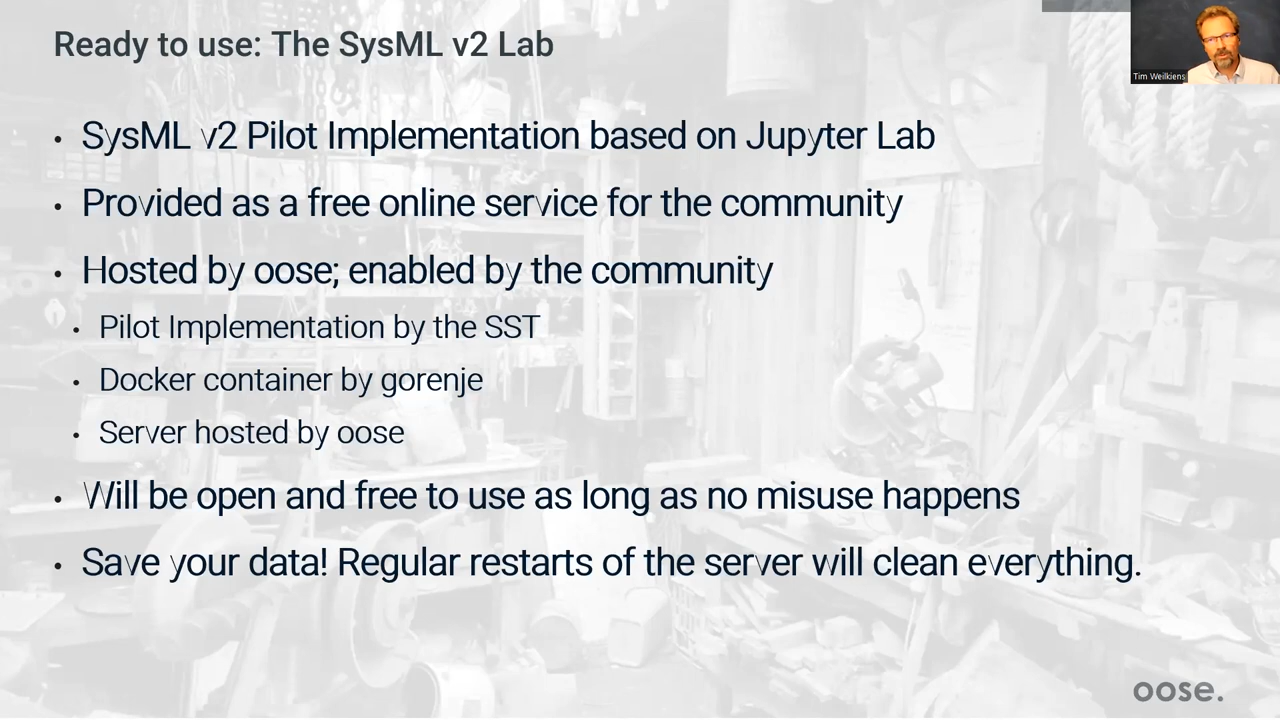 Ready to use: The SysML v2 Lab
Tim Weilkiens
• SysML v2 Pilot Implementation based on Jupyter Lab
• Provided as a free online service for the community
• Hosted by oose; enabled by the community
• Pilot Implementation by the SST
• Docker container by gorenje
• Server hosted by oose
• Will be open and free to use as long as no misuse happens
• Save your data! Regular restarts of the server will clean everything.
oose.